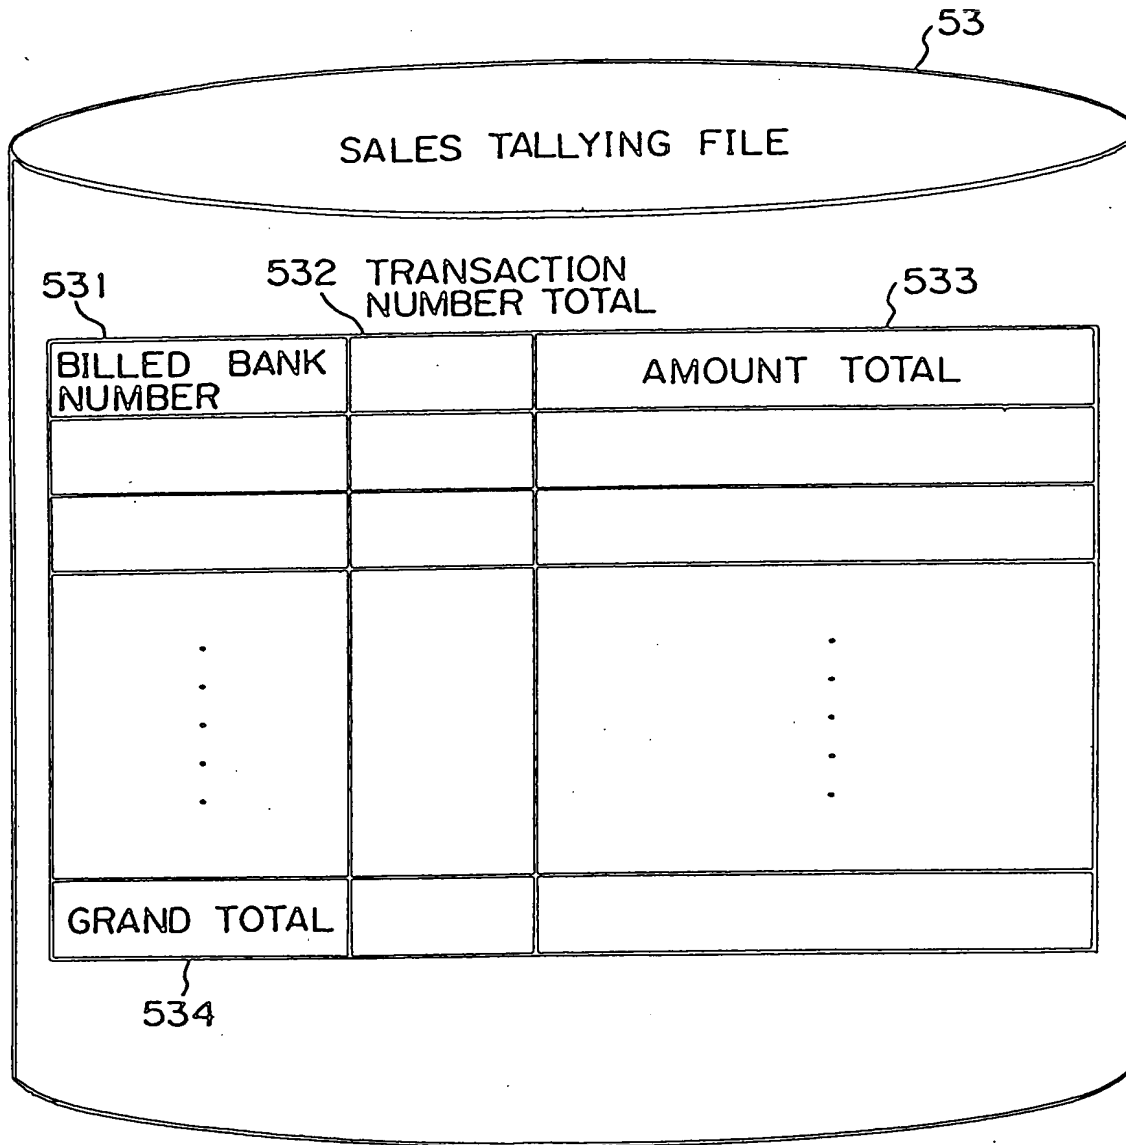 53
SALES TALLYING FILE
531
532 TRANSACTION
NUMBER TOTAL
533
BILLED BANK
NUMBER
AMOUNT TOTAL
GRAND TOTAL
534